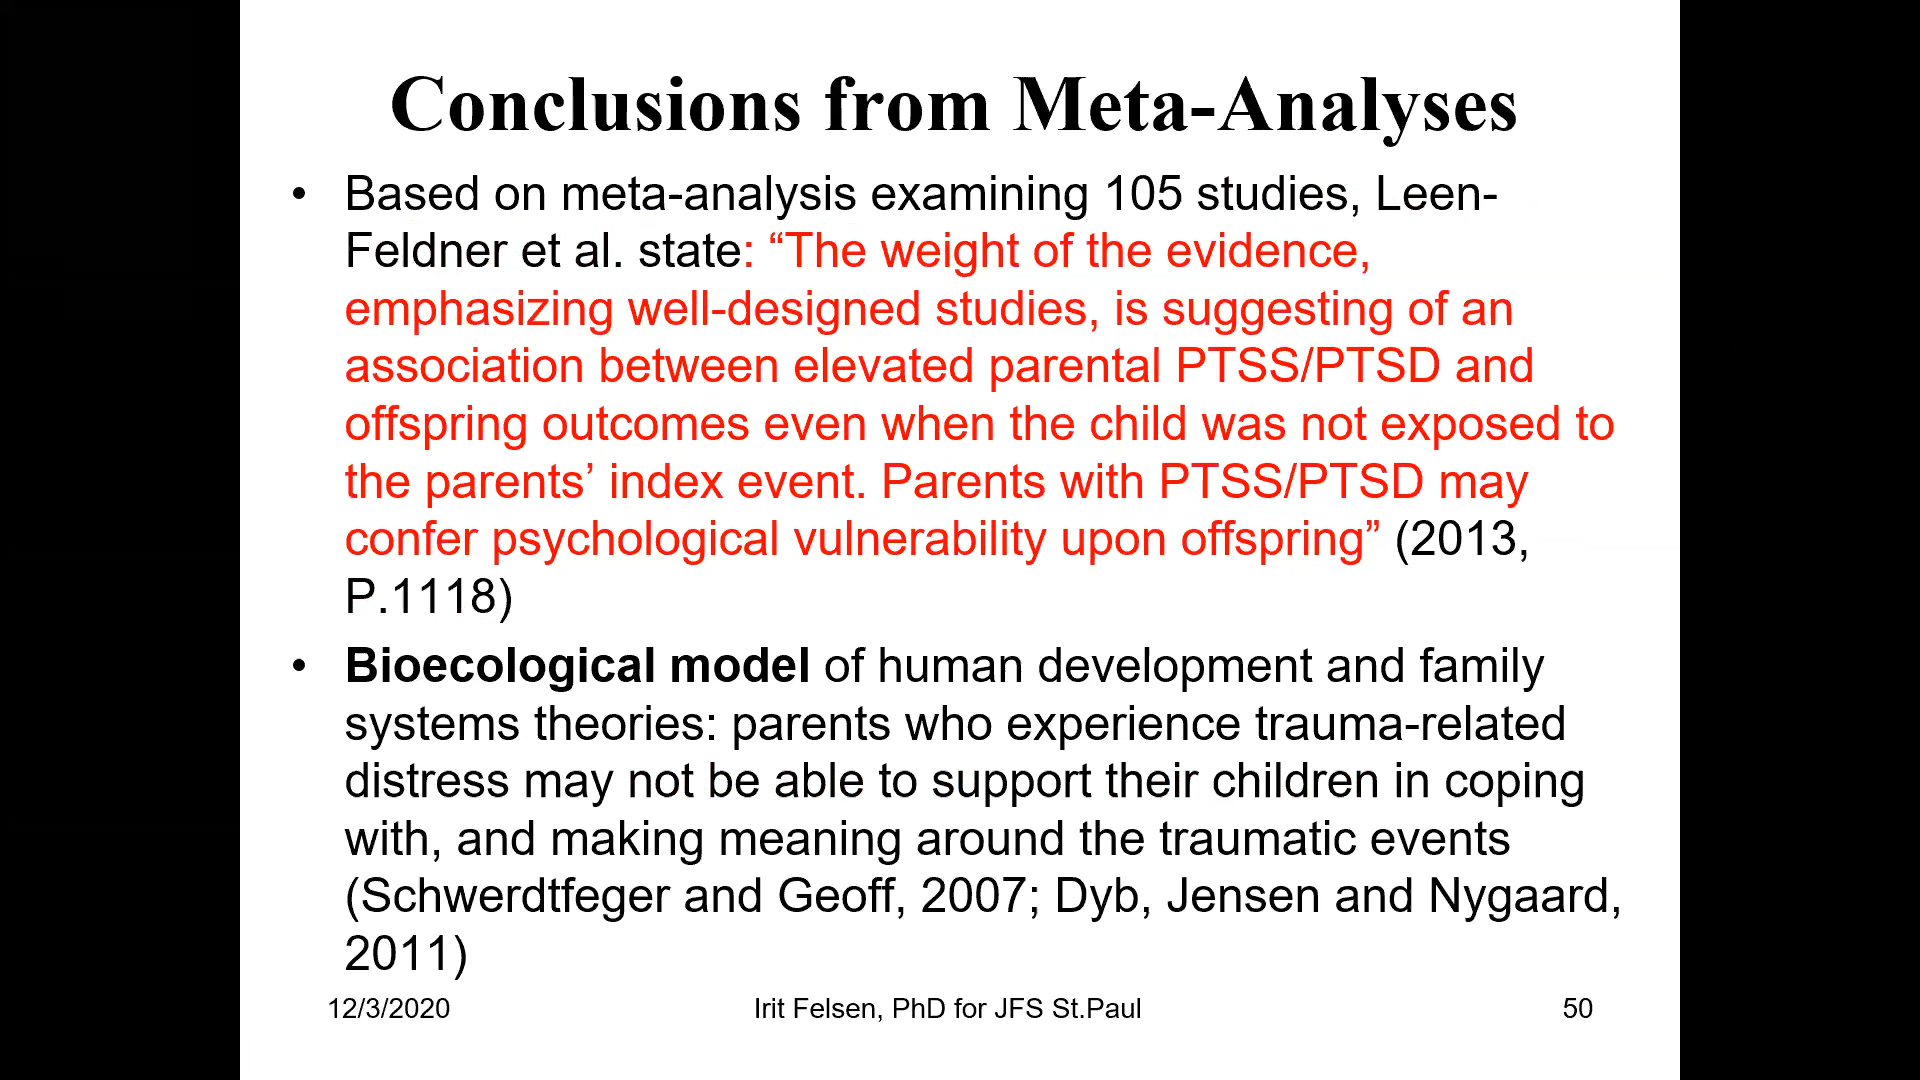 Conclusions from Meta-Analyses
• Based on meta-analysis examining 105 studies, Leen-
Feldner et al. state: “The weight of the evidence,
emphasizing well-designed studies, is suggesting of an
association between elevated parental PTSS/PTSD and
offspring outcomes even when the child was not exposed to
the parents’ index event. Parents with PTSS/PTSD may
confer psychological vulnerability upon offspring” (2013,
P.1118)
• Bioecological model of human development and family
systems theories: parents who experience trauma-related
distress may not be able to support their children in coping
with, and making meaning around the traumatic events
(Schwerdtfeger and Geoff, 2007; Dyb, Jensen and Nygaard,
2011)
12/3/2020 Irit Felsen, PhD for JFS St.Paul 50